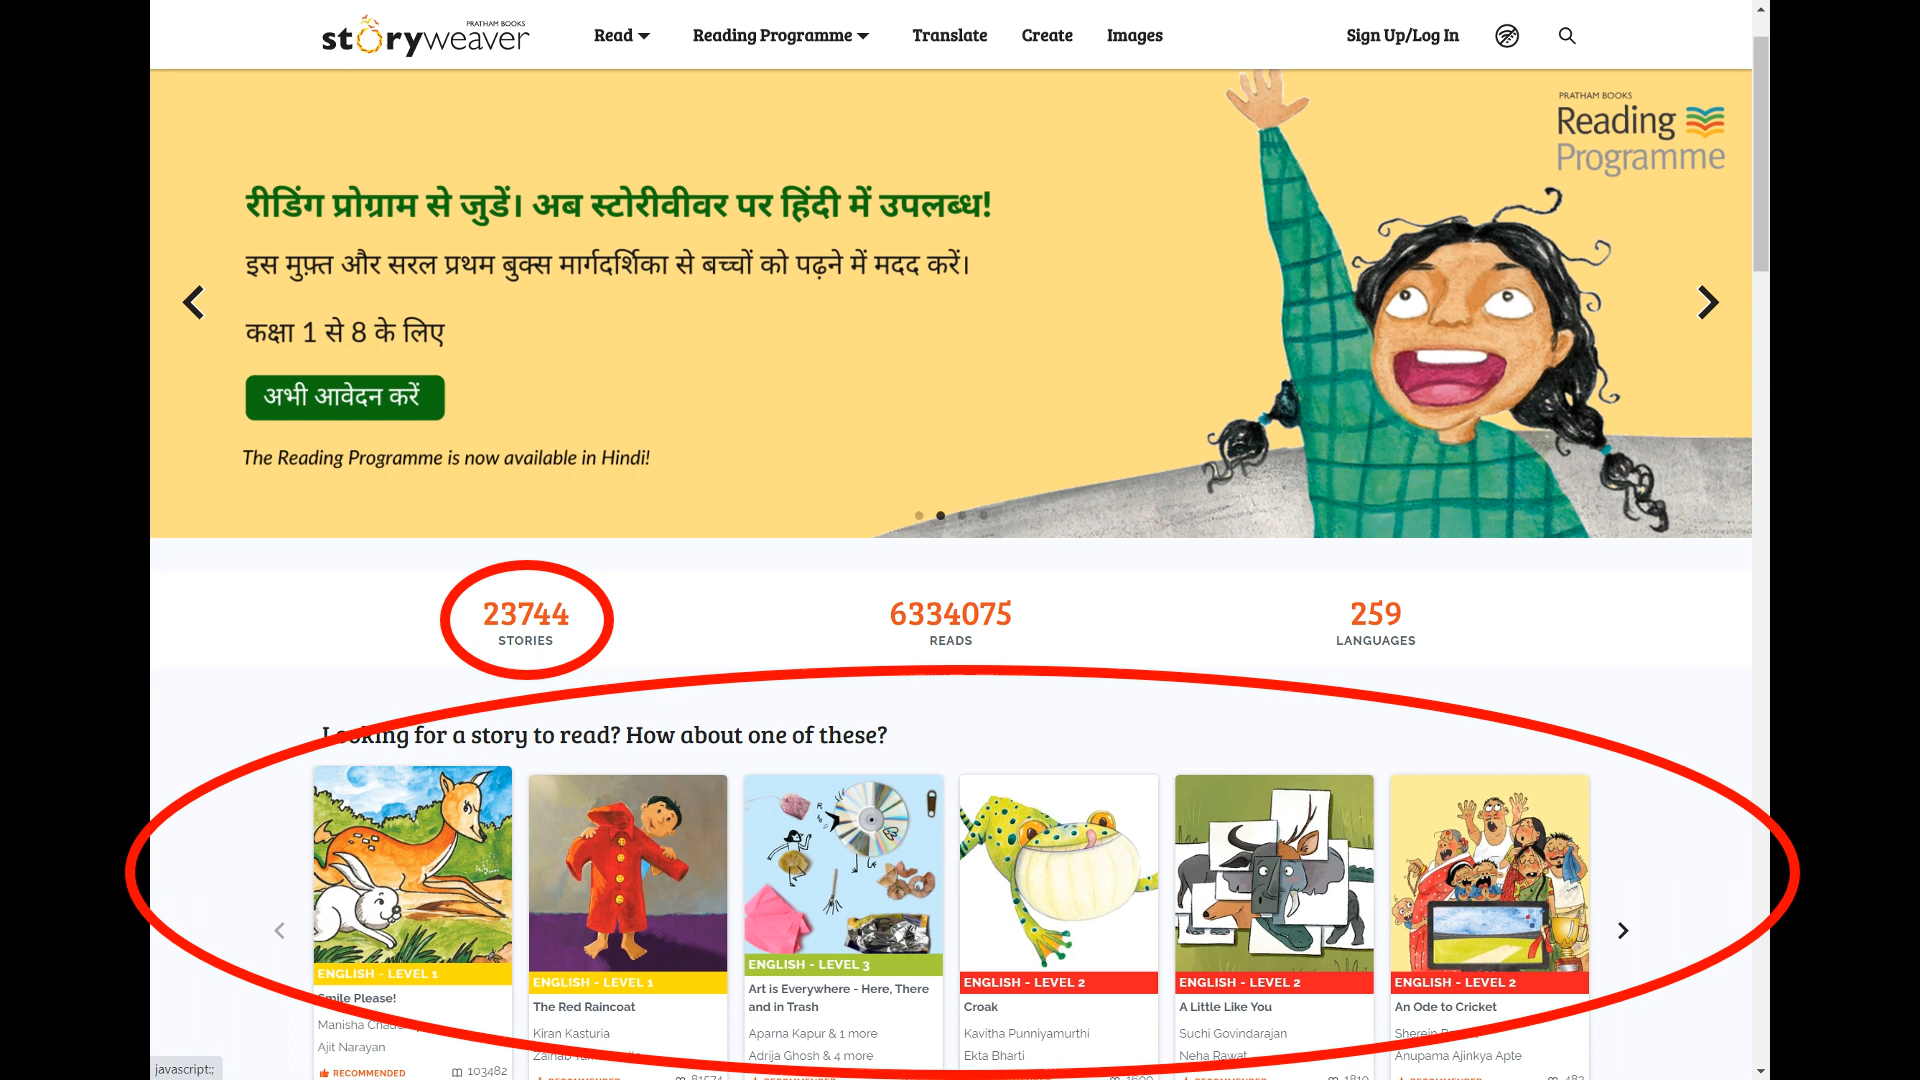 PRATHAM BOOKS
storyweaver
Read
Reading Programme
Translate
Create
Images
Sign Up/Log In
PRATHAM BOOKS
Reading
Programme
रीडिंग प्रोग्राम से जुडें। अब स्टोरीवीवर पर हिंदी में उपलब्ध!
इस मुफ़्त और सरल प्रथम बुक्स मार्गदर्शिका से बच्चों को पढ़ने में मदद करें।
कक्षा 1 से 8 के लिए
अभी आवेदन करें
The Reading Programme is now available in Hindi!
23744
STORIES
6334075
READS
259
LANGUAGES
Looking for a story to read? How about one of these?
ENGLISH - LEVEL 1
Smile Please!
Manisha
Ajit Narayan
RECOMMENDED
103482
ENGLISH - LEVEL 1
The Red Raincoat
Kiran Kasturia
Zainab
ENGLISH - LEVEL 3
Art is Everywhere - Here, There
and in Trash
Aparna Kapur & 1 more
Adrija Ghosh & 4 more
ENGLISH - LEVEL 2
Croak
Kavitha Punniyamurthi
Ekta Bharti
ENGLISH - LEVEL 2
A Little Like You
Suchi Govindarajan
Neha Rawat
ENGLISH - LEVEL 2
An Ode to Cricket
Sherein
Anupama Ajinkya Apte
javascript:;